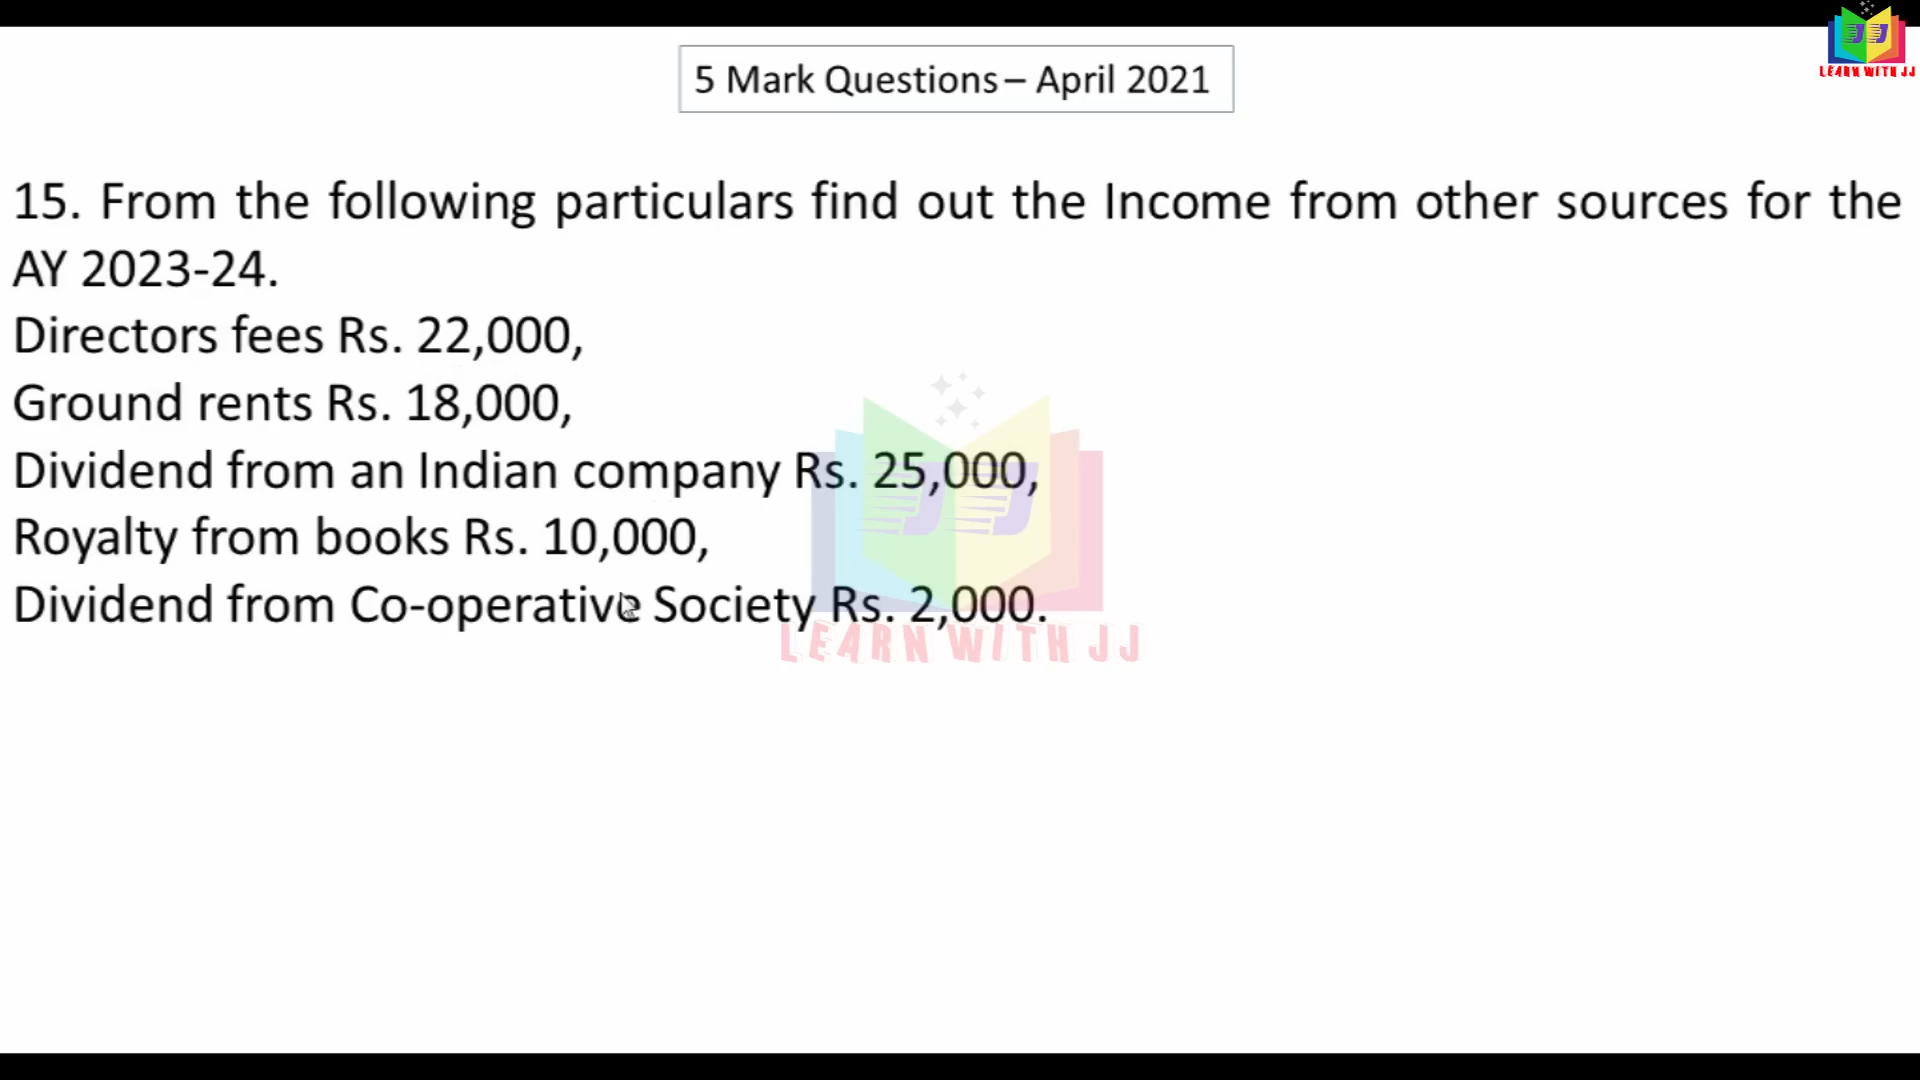 LEARN WITH JJ
5 Mark Questions – April 2021
15. From the following particulars find out the Income from other sources for the
AY 2023-24.
Directors fees Rs. 22,000,
Ground rents Rs. 18,000,
Dividend from an Indian company Rs. 25,000,
Royalty from books Rs. 10,000,
Dividend from Co-operative Society Rs. 2,000.
LEARN WITH JJ